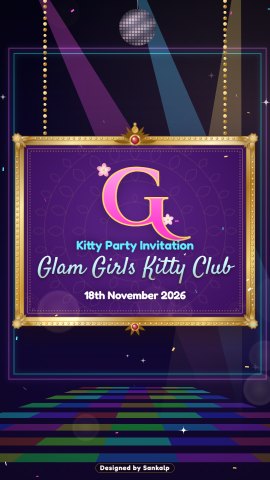 G
Kitty Party Invitation
Glam Girls Kitty Club
18th November 2026
Designed by Sankalp